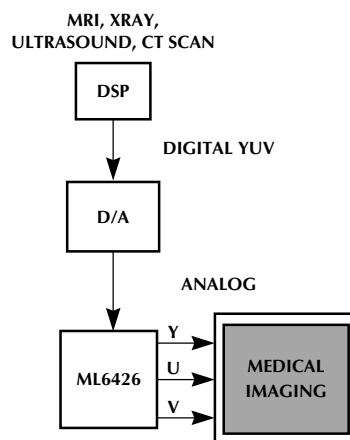 MRI, XRAY,
ULTRASOUND, CT SCAN
DSP
DIGITAL YUV
D/A
ANALOG
Y
ML6426
U
V
MEDICAL
IMAGING